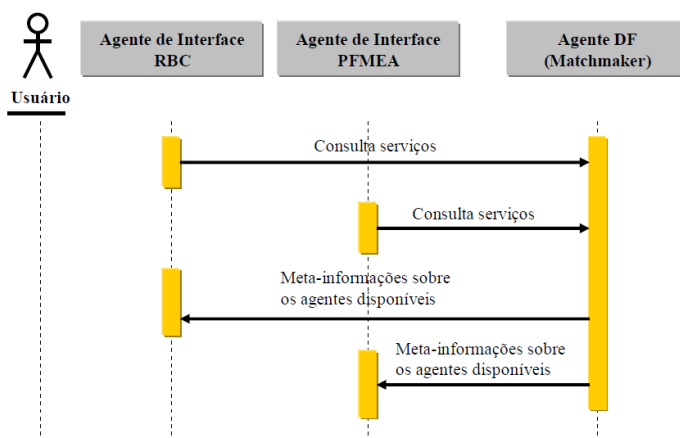 Agente de Interface
RBC
Agente de Interface
PFMEA
Agente DF
(Matchmaker)
Usuário
Consulta serviços
Consulta serviços
Meta-informações sobre
os agentes disponíveis
Meta-informações sobre
os agentes disponíveis